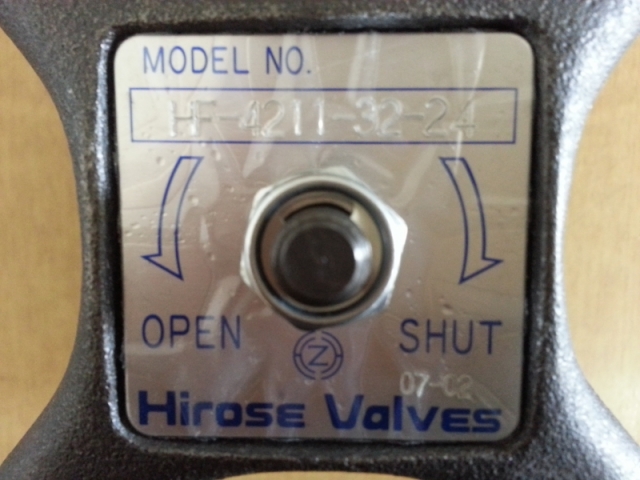 MODEL NO.
HF-4211-32-24
OPEN
SHUT
Z
07-02
Hirose Valves